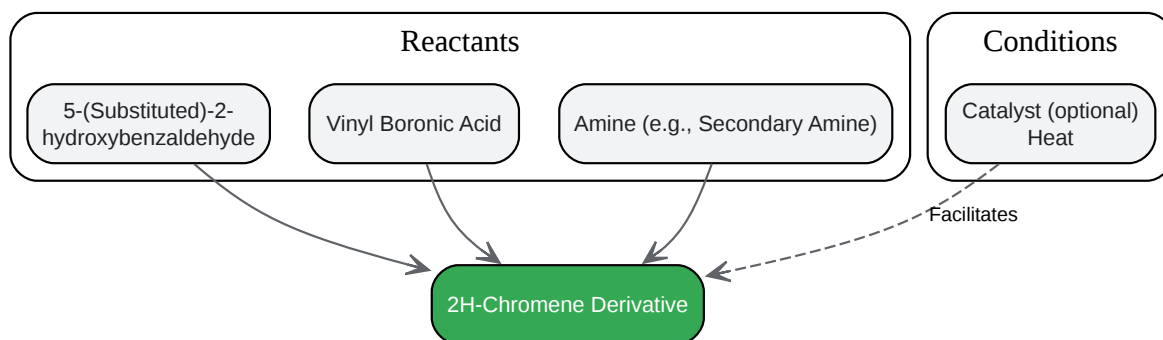 Reactants
Conditions
5-(Substituted)-2-
hydroxybenzaldehyde
Vinyl Boronic Acid
Amine (e.g., Secondary Amine)
Catalyst (optional)
Heat
Facilitates
2H-Chromene Derivative